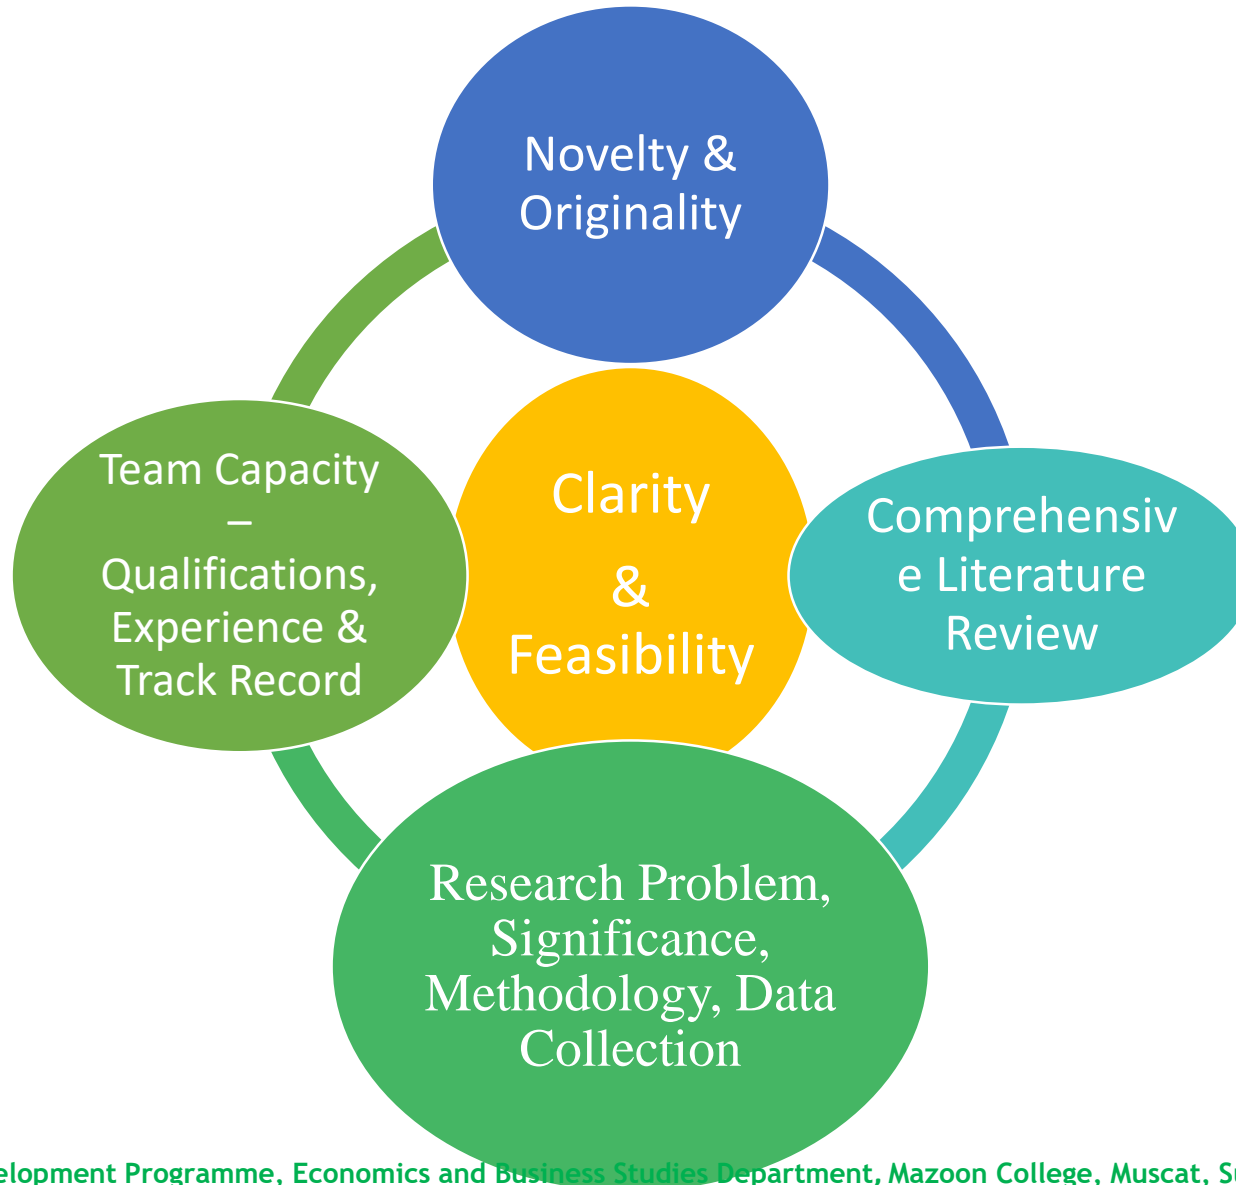 Novelty &
Originality
Clarity
&
Feasibility
Team Capacity
–
Qualifications,
Experience &
Track Record
Comprehensiv
e Literature
Review
Research Problem,
Significance,
Methodology, Data
Collection
elopment Programme, Economics and Business Studies Department, Mazoon College, Muscat, Su